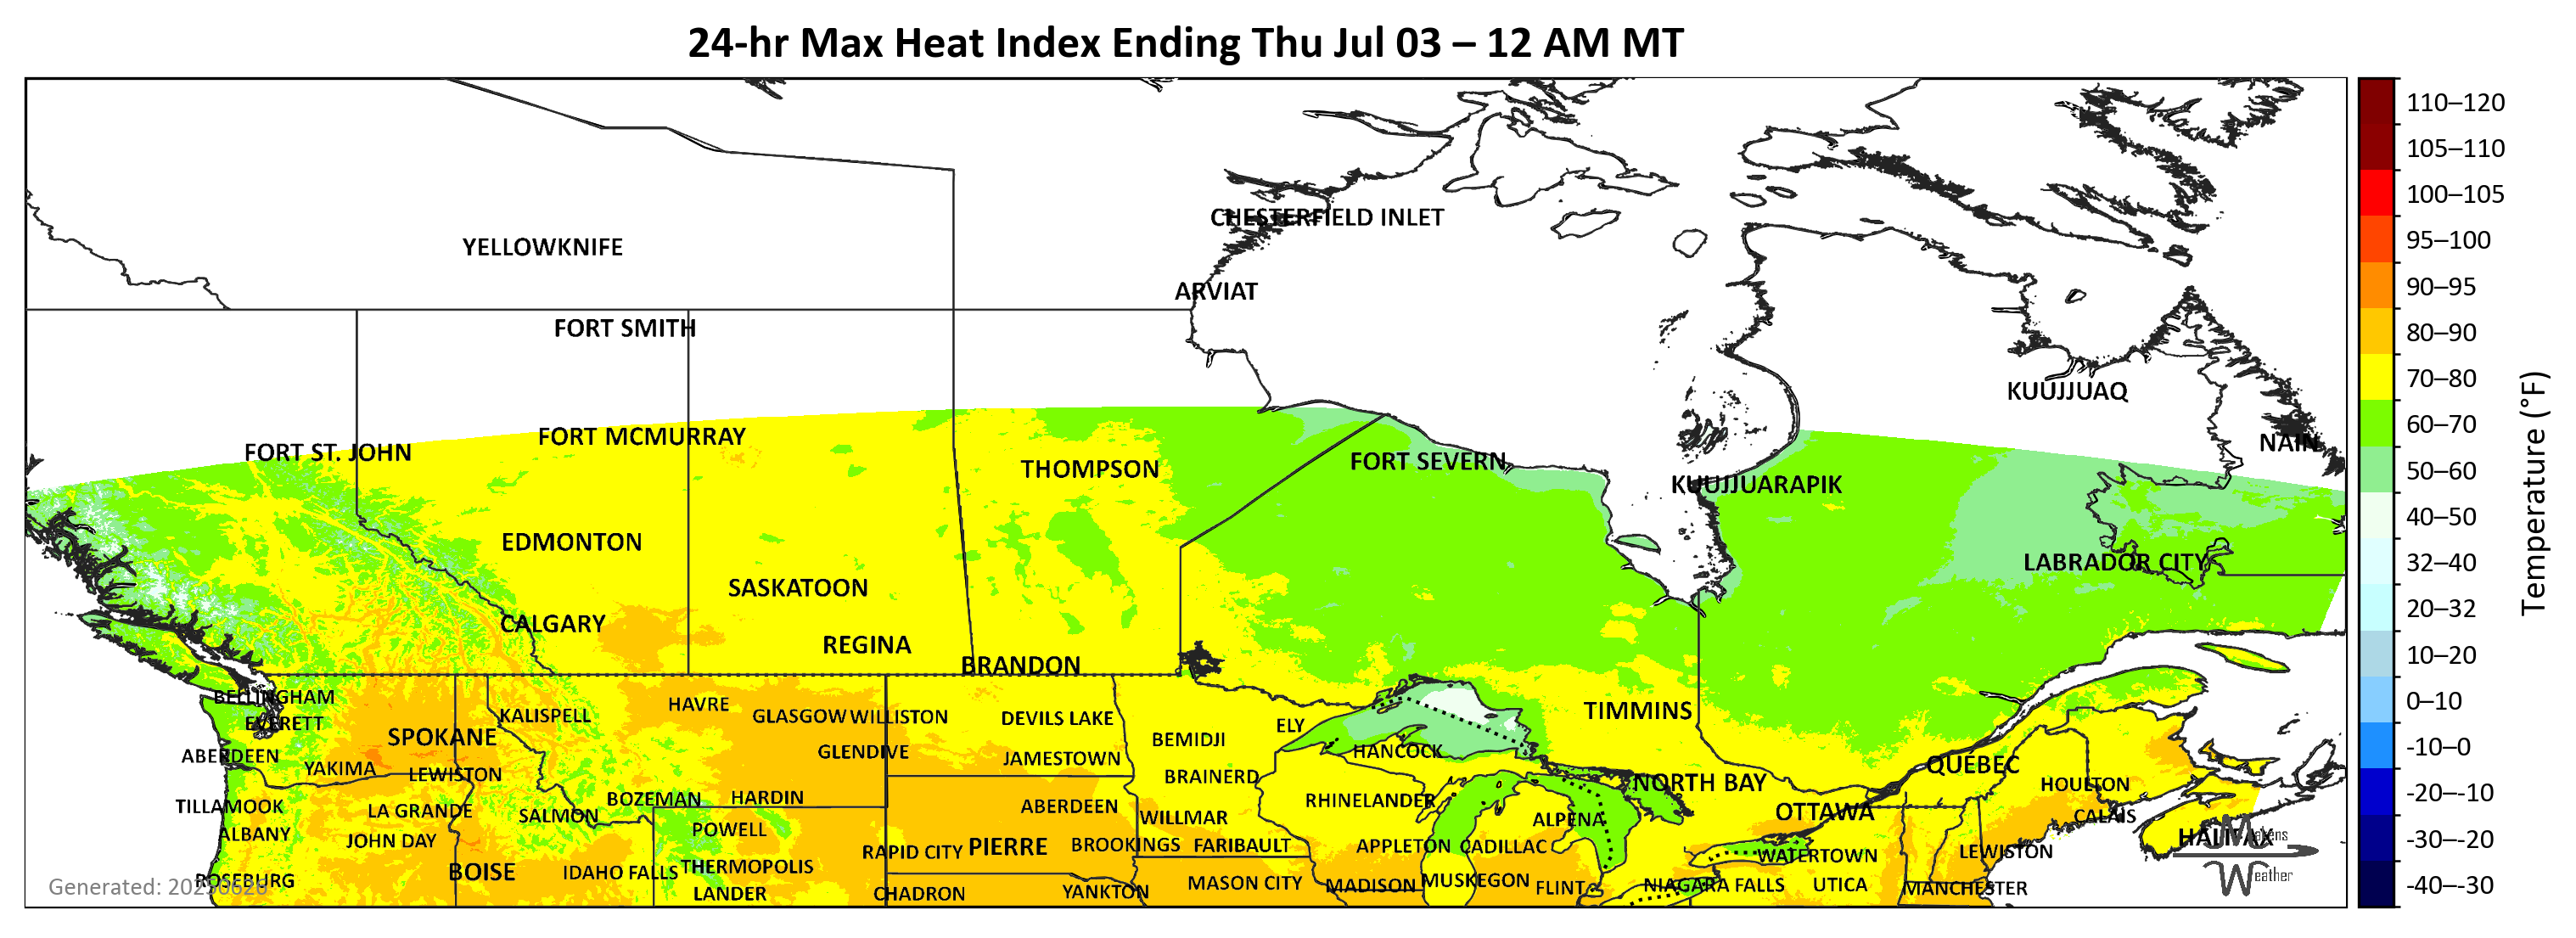 24-hr Max Heat Index Ending Thu Jul 03 – 12 AM MT
110–120
105–110
CHESTERFIELD INLET
100–105
YELLOWKNIFE
95–100
ARVIAT
90–95
FORT SMITH
80–90
KUUJJUAQ
70–80
FORT MCMURRAY
60–70
FORT ST. JOHN
NAIN
THOMPSON
FORT SEVERN
50–60
KUUJJUARAPIK
Temperature (°F)
40–50
EDMONTON
LABRADOR CITY
32–40
SASKATOON
20–32
CALGARY
REGINA
BRANDON
10–20
BELLINGHAM
HAVRE
0–10
KALISPELL
GLASGOW WILLISTON
DEVILS LAKE
TIMMINS
EVERETT
ELY
SPOKANE
BEMIDJI
-10–0
ABERDEEN
GLENDIVE
JAMESTOWN
HANCOCK
QUÉBEC
YAKIMA
LEWISTON
BRAINERD
NORTH BAY
HOULTON
-20–-10
TILLAMOOK
LA GRANDE
SALMON
BOZEMAN
HARDIN
ABERDEEN
RHINELANDER
OTTAWA
CALAIS
WILLMAR
ALPENA
ALBANY
JOHN DAY
POWELL
HALIFAX
Makens
-30–-20
RAPID CITY
PIERRE
BROOKINGS
FARIBAULT
APPLETON
CADILLAC
WATERTOWN
LEWISTON
BOISE
IDAHO FALLS
THERMOPOLIS
Weather
ROSEBURG
Generated: 20250628
LANDER
CHADRON
YANKTON
MASON CITY
MADISON
MUSKEGON
FLINT
NIAGARA FALLS
UTICA
MANCHESTER
-40–-30